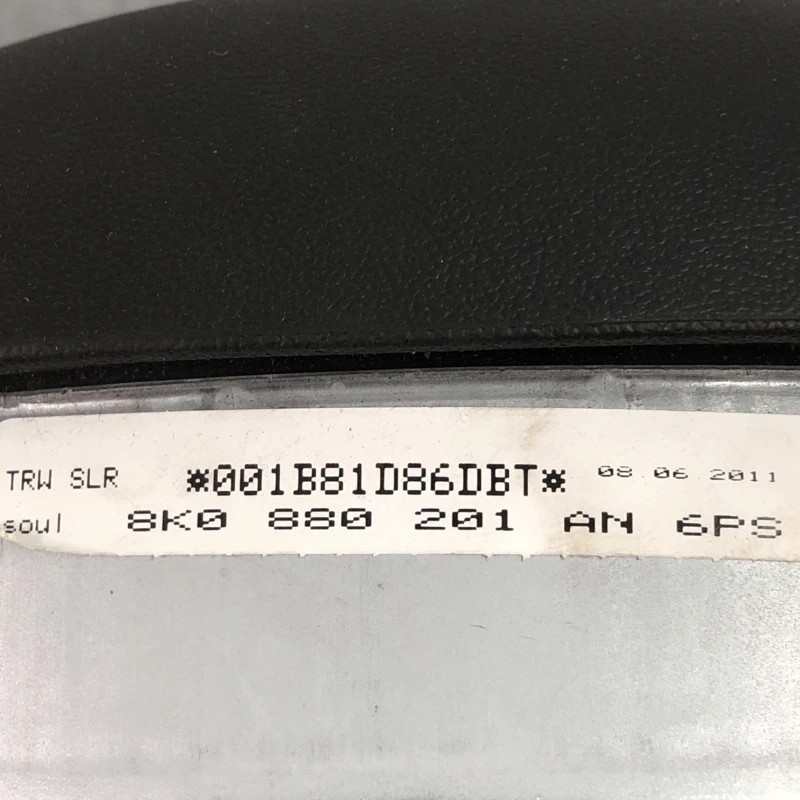 TRW SLR *001B81D86DBT* 08.06.2011
soul 8K0 880 201 AN 6PS